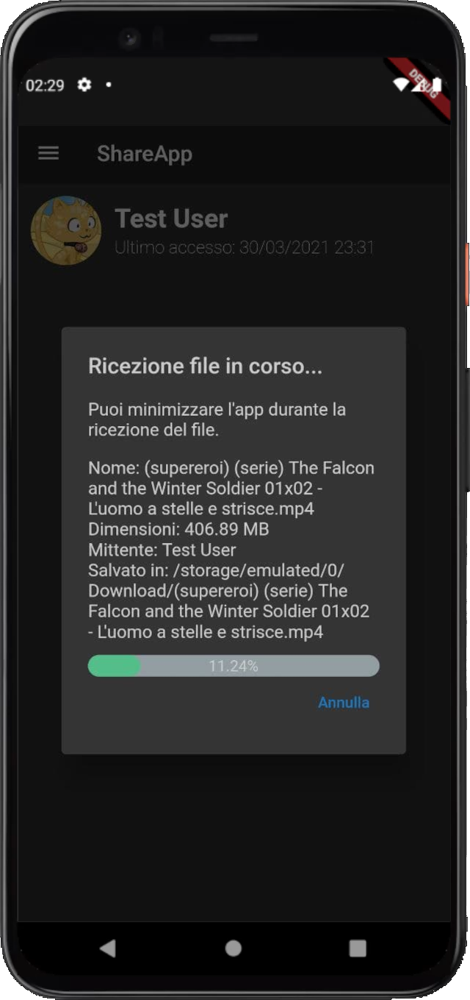 02:29
DEBUG
ShareApp
Test User
Ultimo accesso: 30/03/2021 23:31
Ricezione file in corso...
Puoi minimizzare l'app durante la
ricezione del file.
Nome: (supereroi) (serie) The Falcon
and the Winter Soldier 01x02 -
L'uomo a stelle e strisce.mp4
Dimensioni: 406.89 MB
Mittente: Test User
Salvato in: /storage/emulated/0/
Download/(supereroi) (serie) The
Falcon and the Winter Soldier 01x02
- L'uomo a stelle e strisce.mp4
11.24%
Annulla